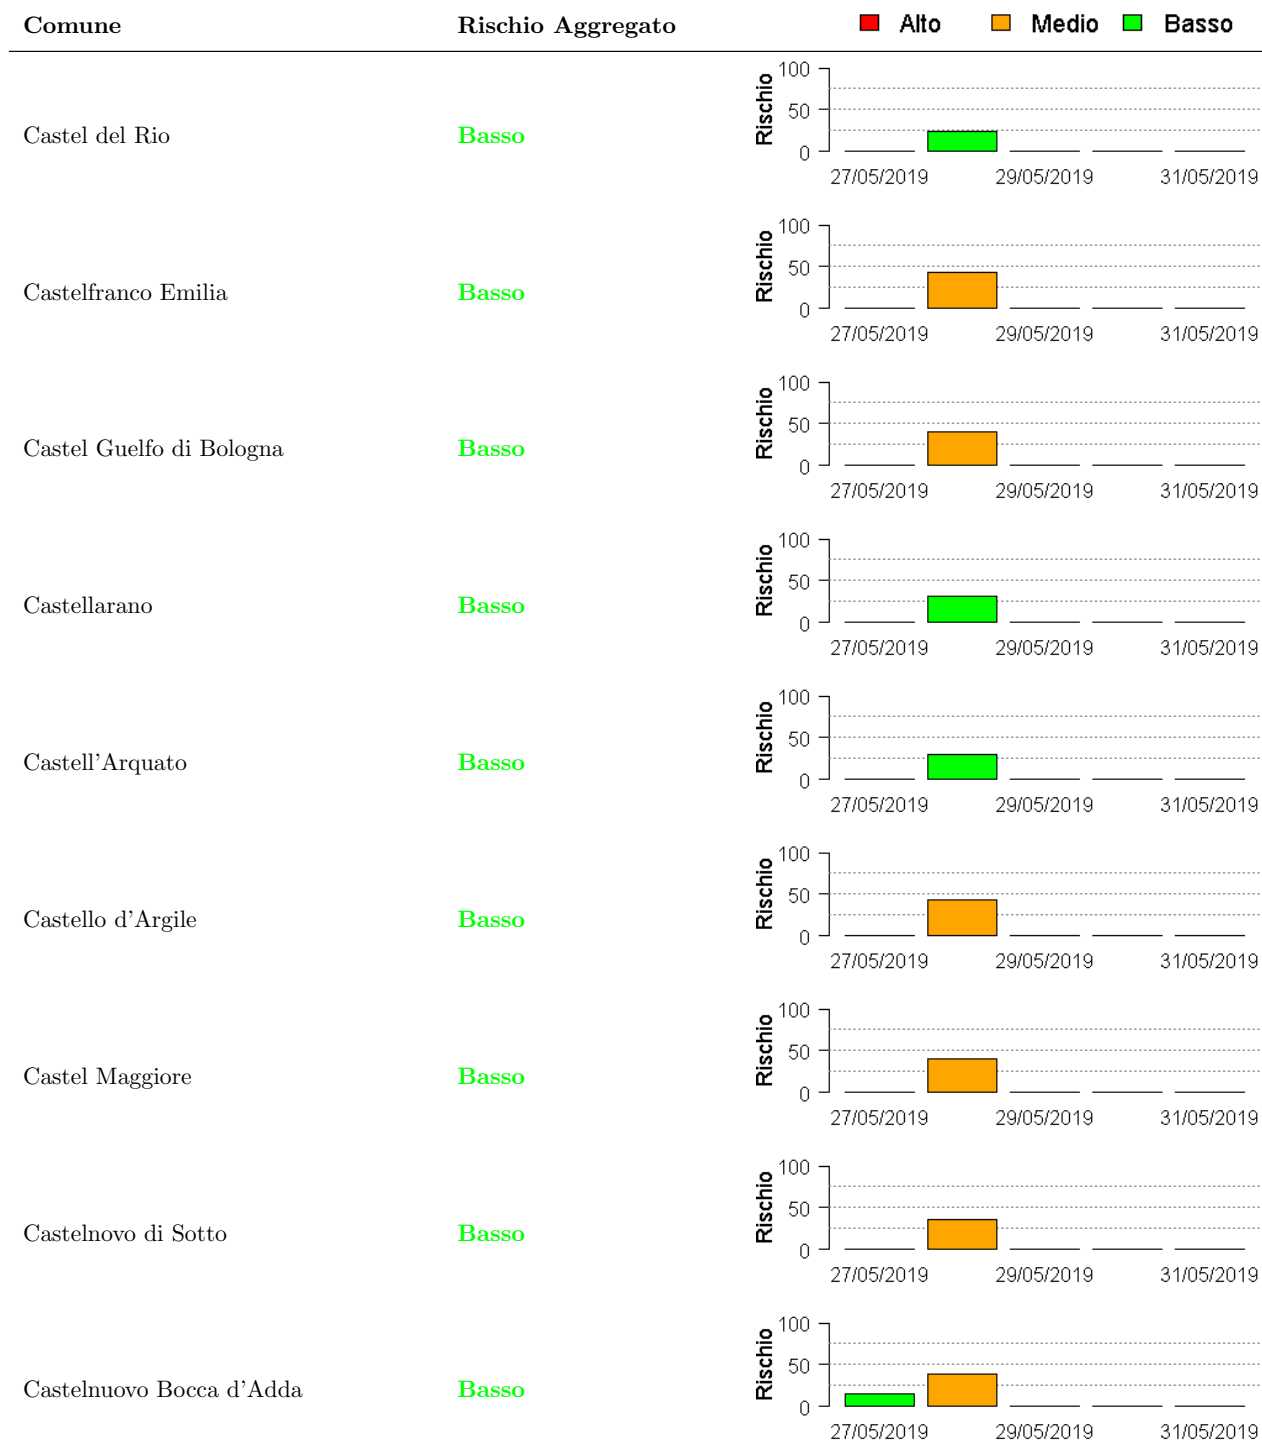 Comune Rischio Aggregato Alto Medio Basso
100
50
0
Rischio
Castel del Rio Basso
27/05/2019 29/05/2019 31/05/2019
100
50
0
Rischio
Castelfranco Emilia Basso
27/05/2019 29/05/2019 31/05/2019
100
50
0
Rischio
Castel Guelfo di Bologna Basso
27/05/2019 29/05/2019 31/05/2019
100
50
0
Rischio
Castellarano Basso
27/05/2019 29/05/2019 31/05/2019
100
50
0
Rischio
Castell'Arquato Basso
27/05/2019 29/05/2019 31/05/2019
100
50
0
Rischio
Castello d'Argile Basso
27/05/2019 29/05/2019 31/05/2019
100
50
0
Rischio
Castel Maggiore Basso
27/05/2019 29/05/2019 31/05/2019
100
50
0
Rischio
Castelnovo di Sotto Basso
27/05/2019 29/05/2019 31/05/2019
100
50
0
Rischio
Castelnuovo Bocca d'Adda Basso
27/05/2019 29/05/2019 31/05/2019